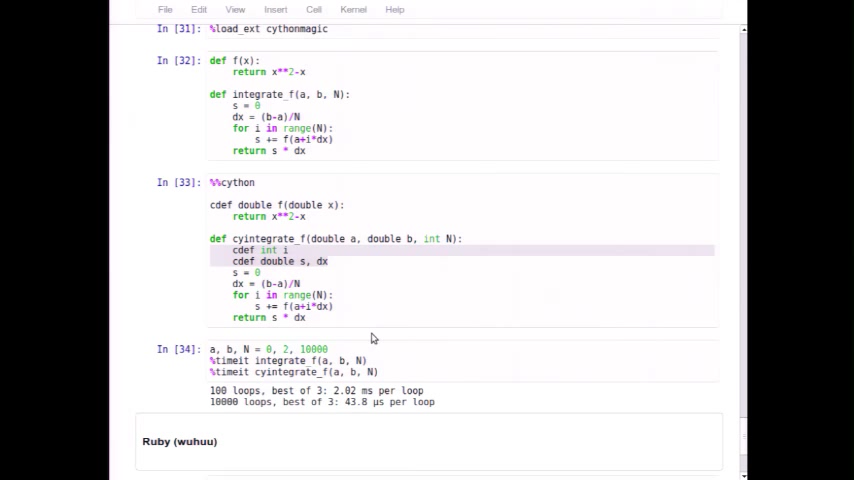 File Edit View Insert Cell Kernel Help
In [31]: %load_ext cythonmagic
In [32]: def f(x):
return x**2-x
def integrate_f(a, b, N):
s = 0
dx = (b-a)/N
for i in range(N):
s += f(a+i*dx)
return s * dx
In [33]: %%cython
cdef double f(double x):
return x**2-x
def cyintegrate_f(double a, double b, int N):
cdef int i
cdef double s, dx
s = 0
dx = (b-a)/N
for i in range(N):
s += f(a+i*dx)
return s * dx
In [34]: a, b, N = 0, 2, 10000
%timeit integrate_f(a, b, N)
%timeit cyintegrate_f(a, b, N)
100 loops, best of 3: 2.02 ms per loop
10000 loops, best of 3: 43.8 µs per loop
Ruby (wuhuu)